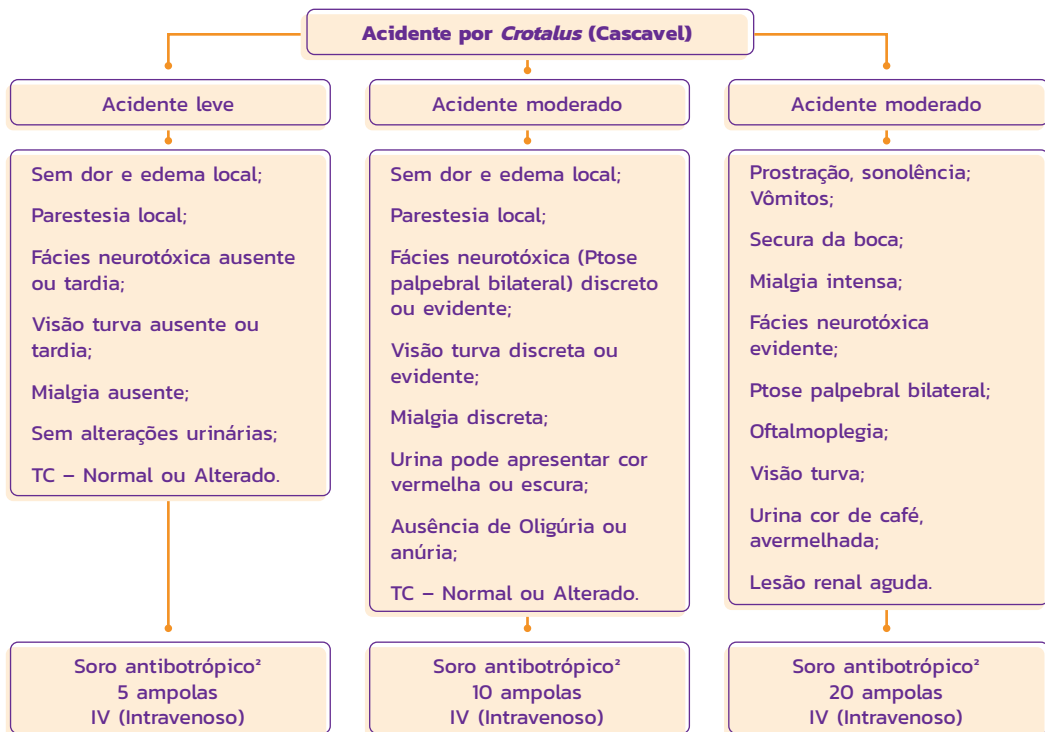 Acidente por Crotalus (Cascavel)
Acidente leve
Sem dor e edema local;
Parestesia local;
Fácies neurotóxica ausente
ou tardia;
Visão turva ausente ou
tardia;
Mialgia ausente;
Sem alterações urinárias;
TC – Normal ou Alterado.
Soro antibotrópico²
5 ampolas
IV (Intravenoso)
Acidente moderado
Sem dor e edema local;
Parestesia local;
Fácies neurotóxica (Ptose
palpebral bilateral) discreto
ou evidente;
Visão turva discreta ou
evidente;
Mialgia discreta;
Urina pode apresentar cor
vermelha ou escura;
Ausência de Oligúria ou
anúria;
TC – Normal ou Alterado.
Soro antibotrópico²
10 ampolas
IV (Intravenoso)
Acidente moderado
Prostração, sonolência;
Vômitos;
Secura da boca;
Mialgia intensa;
Fácies neurotóxica
evidente;
Ptose palpebral bilateral;
Oftalmoplegia;
Visão turva;
Urina cor de café,
avermelhada;
Lesão renal aguda.
Soro antibotrópico²
20 ampolas
IV (Intravenoso)